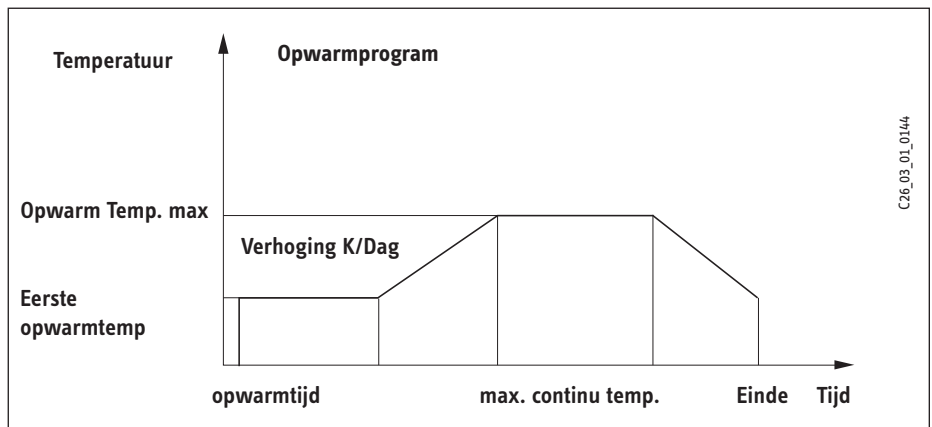 Temperatuur
Opwarmprogram
C26_03_01_0144
Opwarm Temp. max
Verhoging K/Dag
Eerste
opwarmtemp
opwarmtijd
max. continu temp.
Einde
Tijd